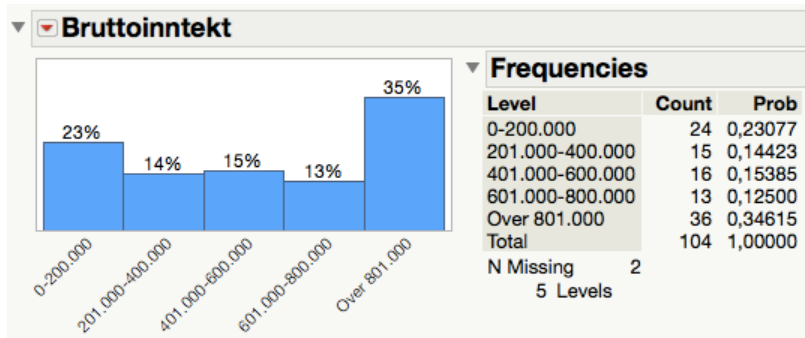 Bruttoinntekt
35%
23%
14%
15%
13%
0-200.000
201.000-400.000
401.000-600.000
601.000-800.000
Over 801.000
Frequencies
Level Count Prob
0-200.000 24 0,23077
201.000-400.000 15 0,14423
401.000-600.000 16 0,15385
601.000-800.000 13 0,12500
Over 801.000 36 0,34615
Total 104 1,00000
N Missing 2
5 Levels